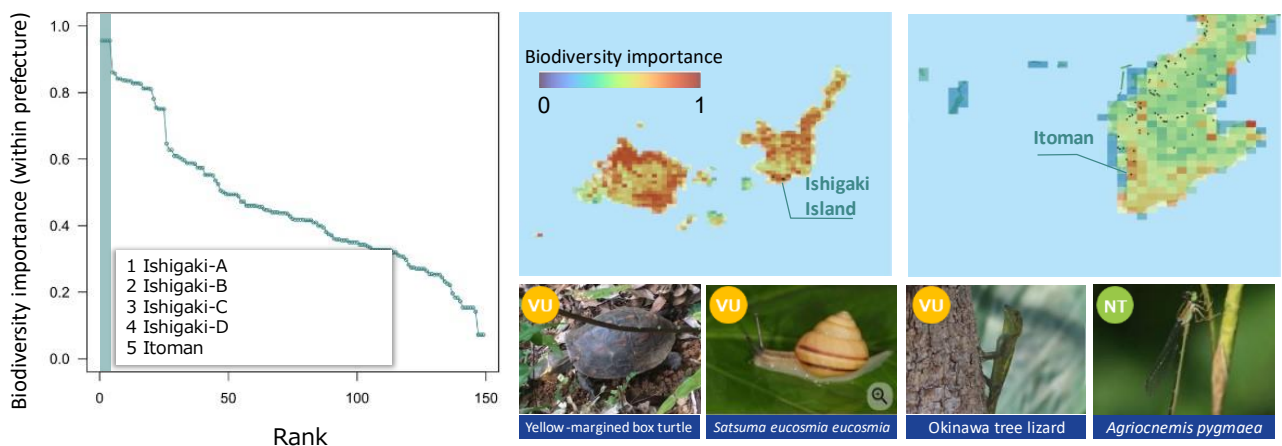 Biodiversity importance (within prefecture)
1.0
0.8
0.6
0.4
0.2
0.0
1 Ishigaki-A
2 Ishigaki-B
3 Ishigaki-C
4 Ishigaki-D
5 Itoman
0
50
100
150
Rank
Biodiversity importance
0
1
Ishigaki
Island
Itoman
VU
Yellow-margined box turtle
VU
Satsuma eucosmia eucosmia
VU
Okinawa tree lizard
NT
Agriocnemis pygmaea